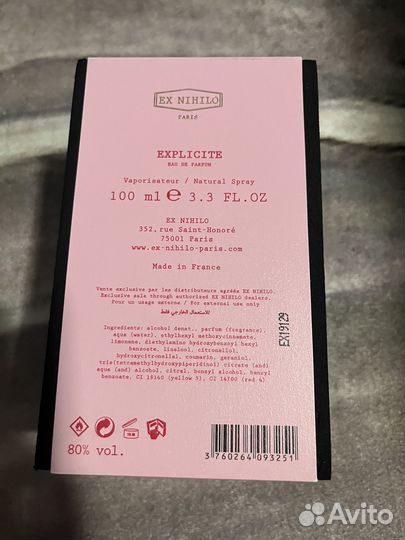 EX NIHILO
PARIS
EXPLICITE
EAU DE PARFUM
Vaporisateur / Natural Spray
100 ml ℮ 3.3 FL.OZ
EX NIHILO
352, rue Saint-Honoré
75001 Paris
www.ex-nihilo-paris.com
Made in France
Vente exclusive par les distributeurs agréés EX NIHILO.
Exclusive sale through authorized EX NIHILO dealers.
Pour un usage externe / For external use only
للاستعمال الخارجي فقط
EX19129
Ingredients: alcohol denat., parfum (fragrance),
aqua (water), ethylhexyl methoxycinnamate,
limonene, diethylamino hydroxybenzoyl hexyl
benzoate, linalool, citronellol,
hydroxycitronellal, coumarin, geraniol,
tris(tetramethylhydroxypiperidinol) citrate (and)
aqua (and) alcohol, citral, benzyl alcohol, benzyl
benzoate, CI 19140 (yellow 5), CI 14700 (red 4)
80% vol.
3 760264 093251
Avito